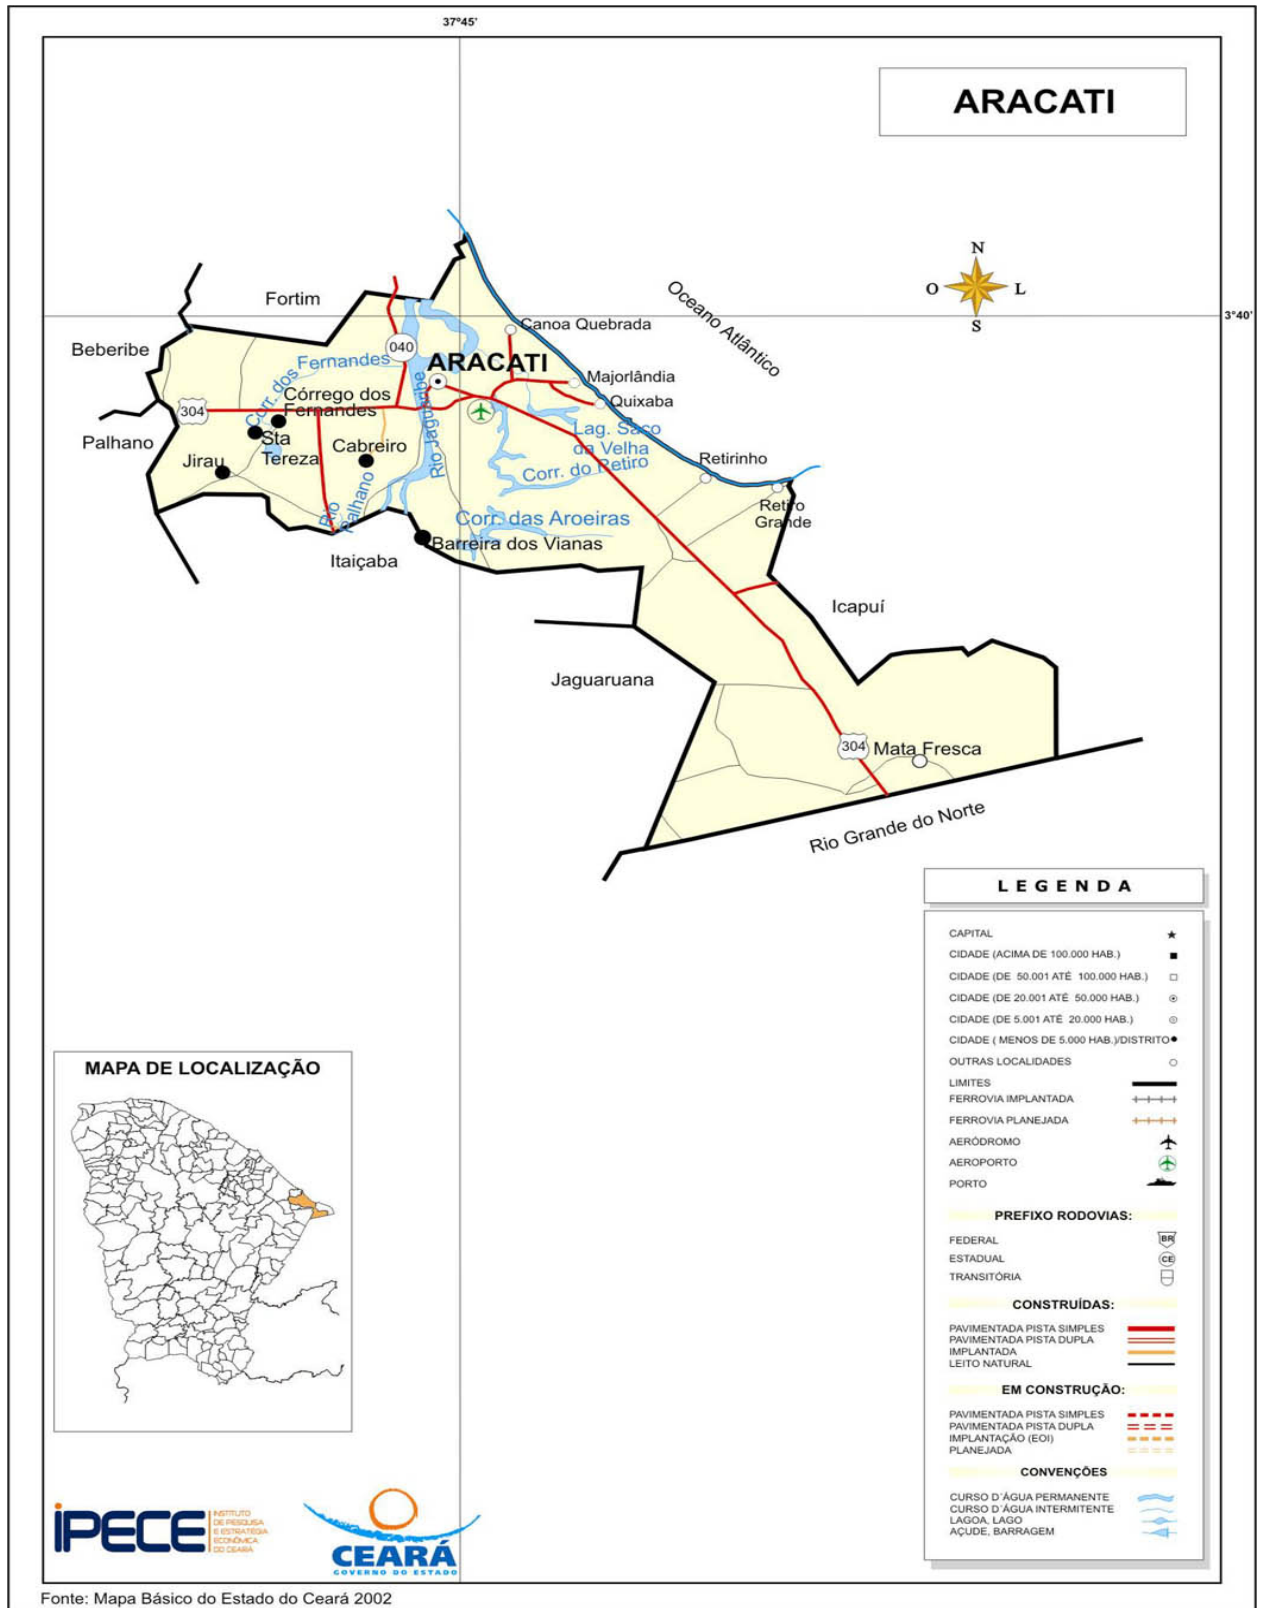 37º45'
ARACATI
N
O
L
S
3º40'
Oceano Atlântico
Fortim
Beberibe
Palhano
Canoa Quebrada
040
ARACATI
Majorlândia
Quixaba
Corr. dos Fernandes
Córrego dos
Fernandes
304
Sta
Tereza
Cabreiro
Jirau
Rio Jaguaribe
Rio
Palhano
Lag. Saco
da Velha
Corr. do Retiro
Retirinho
Retiro
Grande
Corr. das Aroeiras
Barreira dos Vianas
Itaiçaba
Icapuí
Jaguaruana
304
Mata Fresca
Rio Grande do Norte
LEGENDA
CAPITAL
CIDADE (ACIMA DE 100.000 HAB.)
CIDADE (DE 50.001 ATÉ 100.000 HAB.)
CIDADE (DE 20.001 ATÉ 50.000 HAB.)
CIDADE (DE 5.001 ATÉ 20.000 HAB.)
CIDADE ( MENOS DE 5.000 HAB.)/DISTRITO
OUTRAS LOCALIDADES
LIMITES
FERROVIA IMPLANTADA
FERROVIA PLANEJADA
AERÓDROMO
AEROPORTO
PORTO
PREFIXO RODOVIAS:
FEDERAL BR
ESTADUAL CE
TRANSITÓRIA
CONSTRUÍDAS:
PAVIMENTADA PISTA SIMPLES
PAVIMENTADA PISTA DUPLA
IMPLANTADA
LEITO NATURAL
EM CONSTRUÇÃO:
PAVIMENTADA PISTA SIMPLES
PAVIMENTADA PISTA DUPLA
IMPLANTAÇÃO (EOI)
PLANEJADA
CONVENÇÕES
CURSO D´ÁGUA PERMANENTE
CURSO D´ÁGUA INTERMITENTE
LAGOA, LAGO
AÇUDE, BARRAGEM
MAPA DE LOCALIZAÇÃO
IPECE
INSTITUTO
DE PESQUISA
E ESTRATÉGIA
ECONÔMICA
DO CEARÁ
CEARÁ
GOVERNO DO ESTADO
Fonte: Mapa Básico do Estado do Ceará 2002